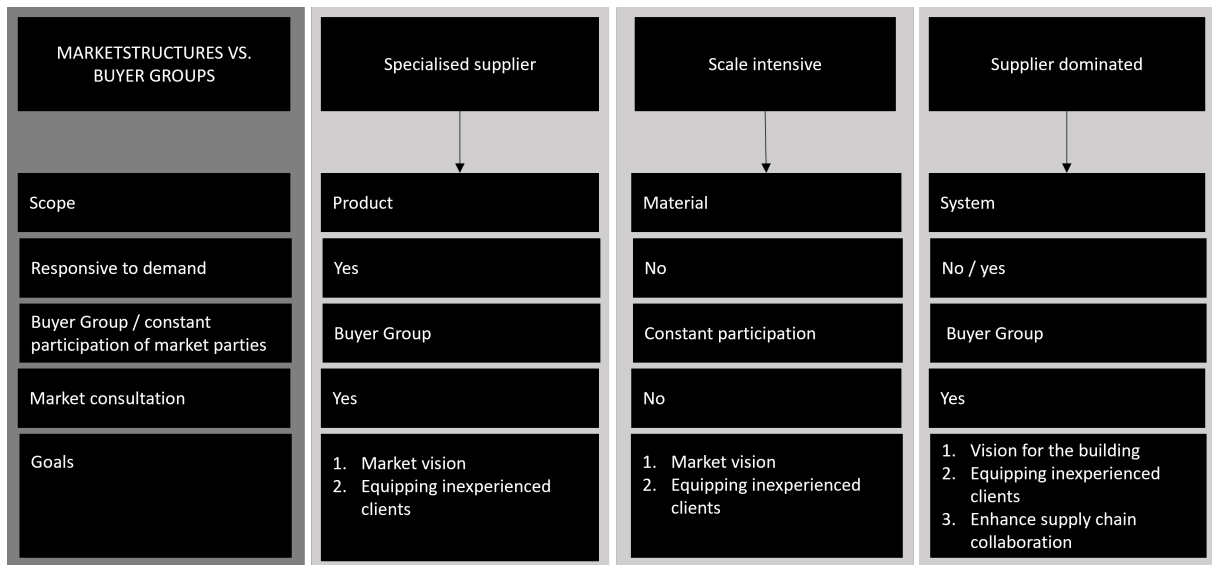 MARKETSTRUCTURES VS.
BUYER GROUPS
Specialised supplier
Scale intensive
Supplier dominated
Scope
Product
Material
System
Responsive to demand
Yes
No
No / yes
Buyer Group / constant
participation of market parties
Buyer Group
Constant participation
Buyer Group
Market consultation
Yes
No
Yes
Goals
1. Market vision
2. Equipping inexperienced
clients
1. Market vision
2. Equipping inexperienced
clients
1. Vision for the building
2. Equipping inexperienced
clients
3. Enhance supply chain
collaboration